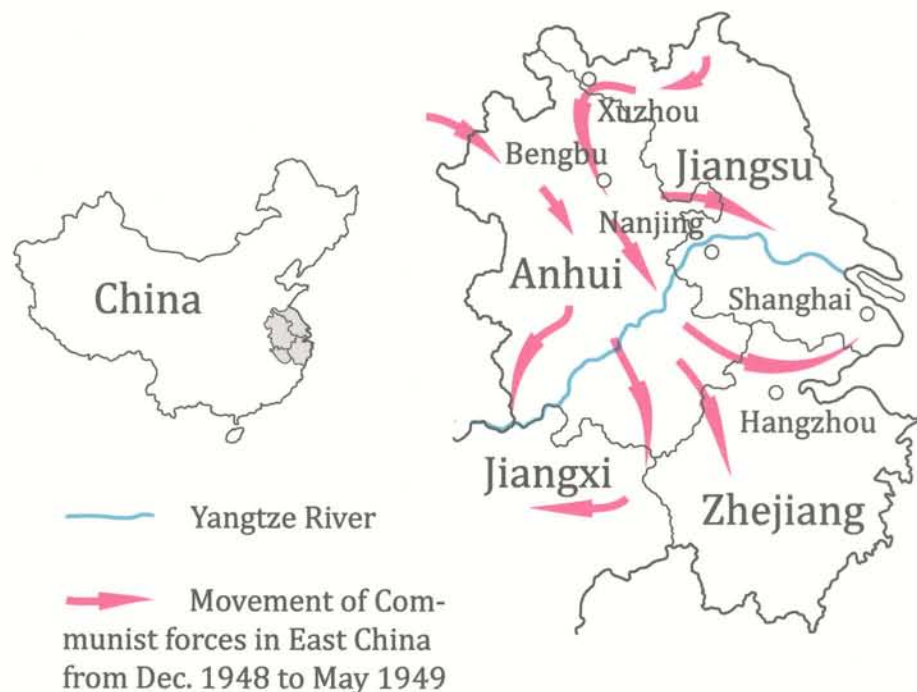 China
Yangtze River
Movement of Com-
munist forces in East China
from Dec. 1948 to May 1949
Xuzhou
Bengbu
Jiangsu
Nanjing
Anhui
Shanghai
Hangzhou
Jiangxi
Zhejiang